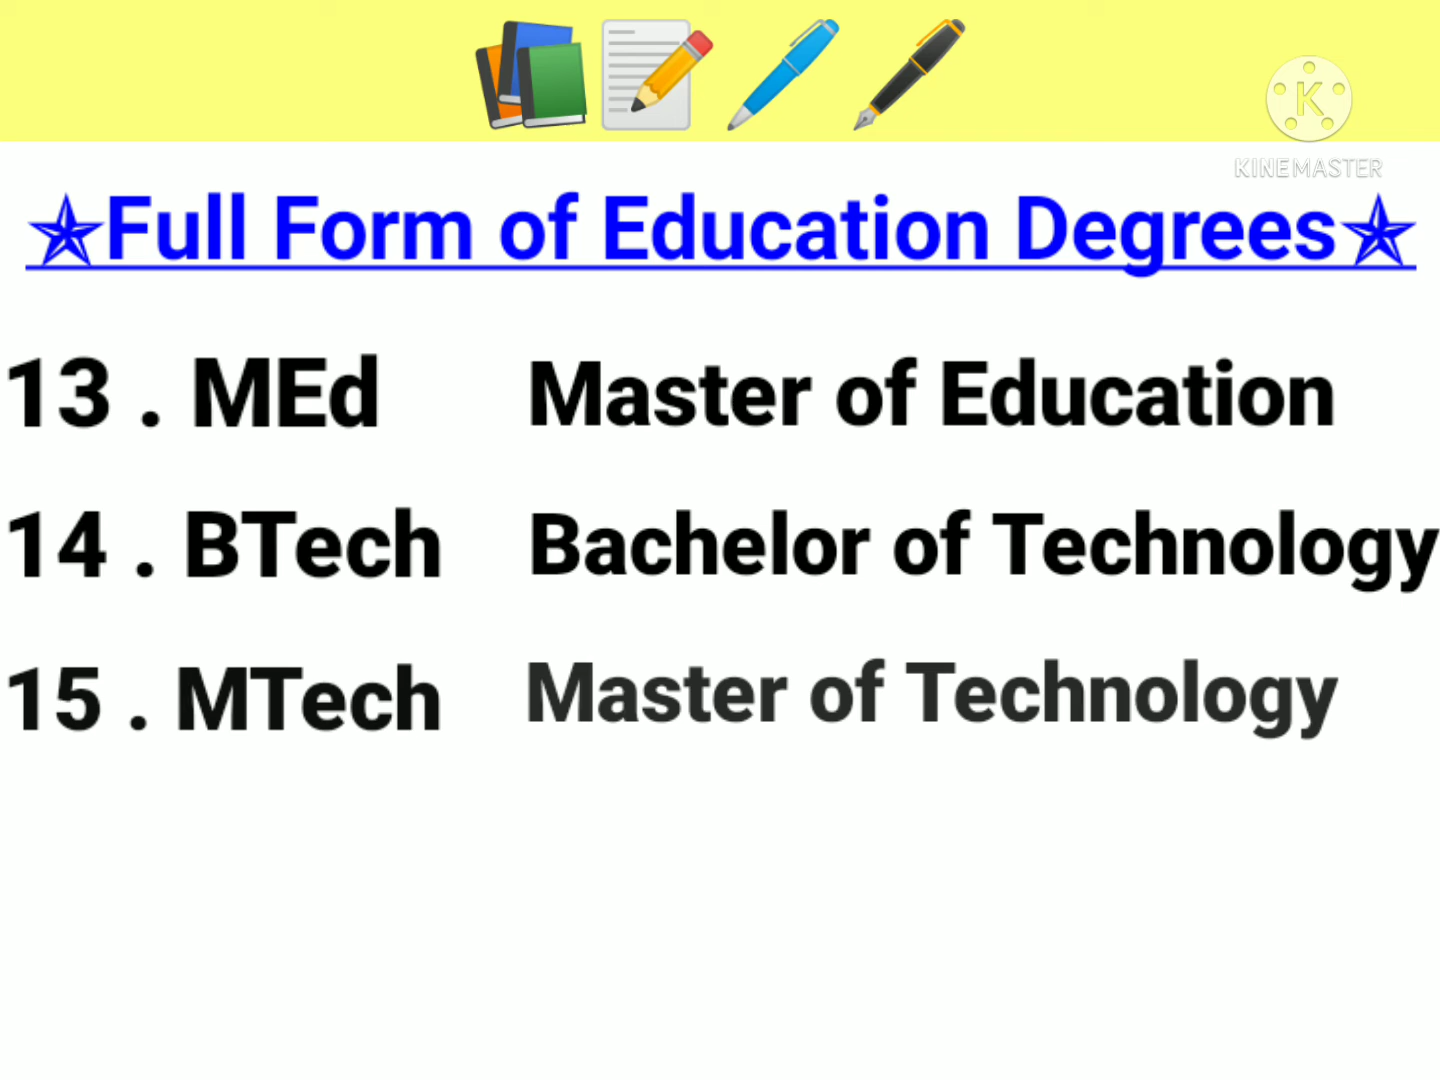 K
KINEMASTER
★Full Form of Education Degrees★
13 . MEd Master of Education
14 . BTech Bachelor of Technology
15 . MTech Master of Technology